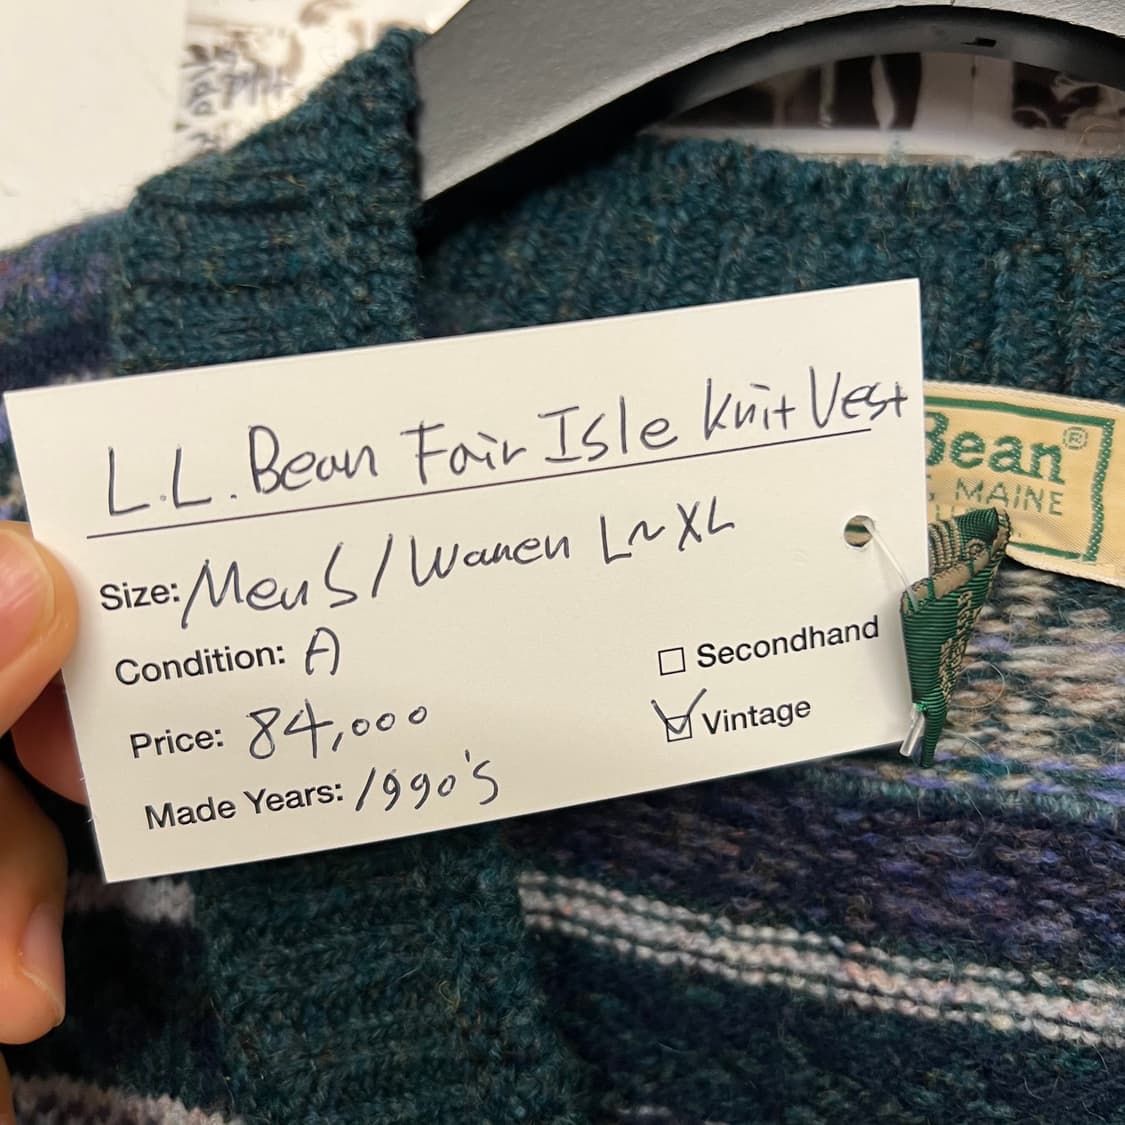 L.L. Bean Fair Isle Knit Vest
Size: Men's / Wamen L~XL
Condition: A
Price: 84,000
Made Years: 1990's
Secondhand
Vintage
Bean®
MAINE